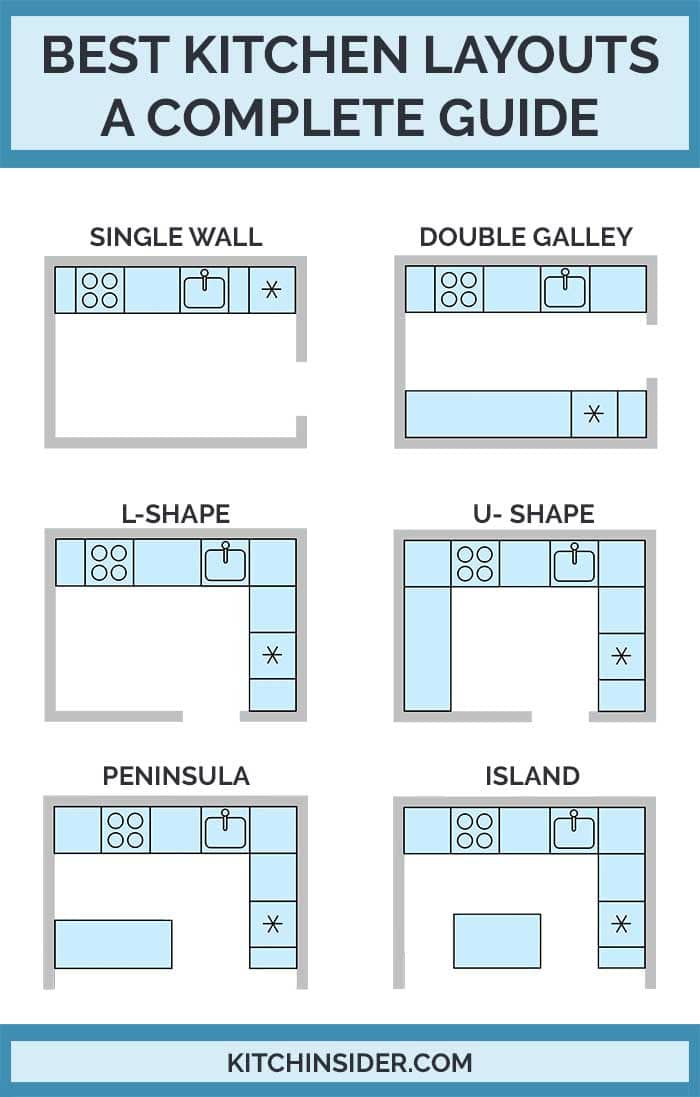 BEST KITCHEN LAYOUTS
A COMPLETE GUIDE
SINGLE WALL
DOUBLE GALLEY
L-SHAPE
U- SHAPE
PENINSULA
ISLAND
KITCHINSIDER.COM